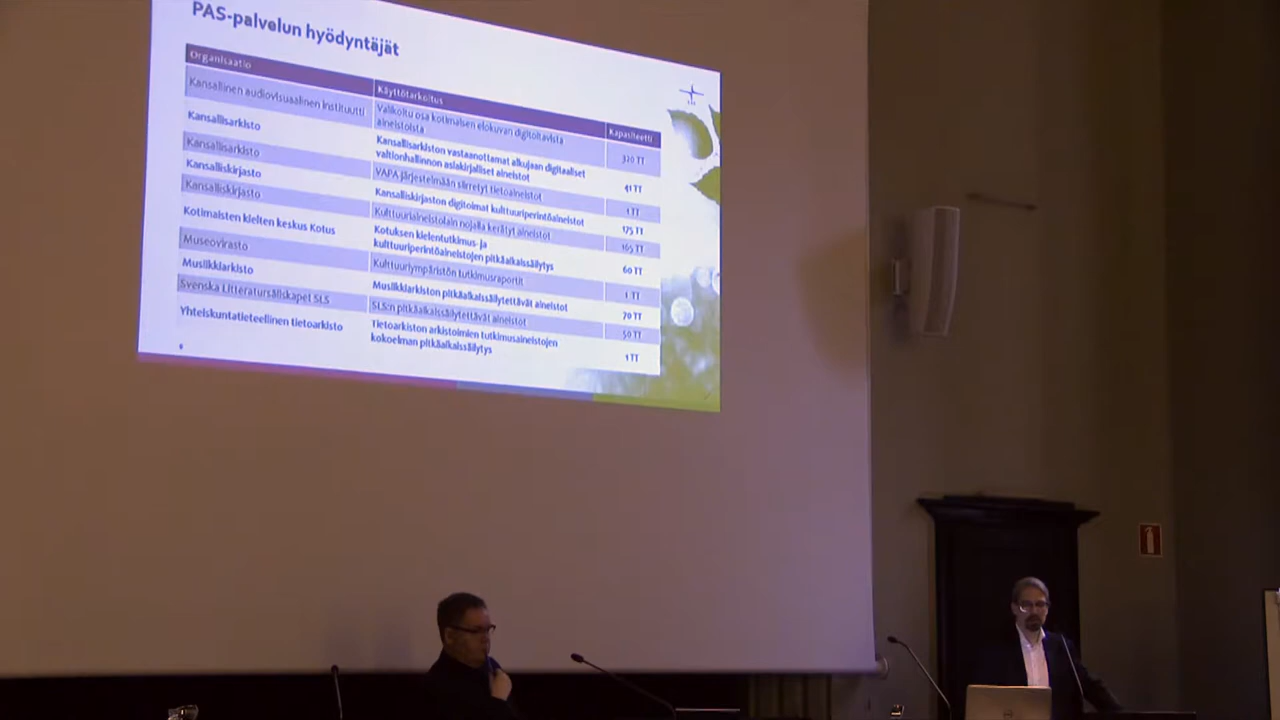 PAS-palvelun hyödyntäjät
Organisaatio
Käyttötarkoitus
Kapasiteetti
Kansallinen audiovisuaalinen instituutti
Valikoitu osa kotimaisen elokuvan digitoitavista
aineistoista
320 TT
Kansallisarkisto
Kansallisarkiston vastaanottamat alkujaan digitaaliset
valtionhallinnon asiakirjalliset aineistot
41 TT
Kansallisarkisto
VAPA järjestelmään siirretyt tietoaineistot
1 TT
Kansalliskirjasto
Kansalliskirjaston digitoimat kulttuuriperintöaineistot
175 TT
Kansalliskirjasto
Kulttuuriaineistolain nojalla kerätyt aineistot
165 TT
Kotimaisten kielten keskus Kotus
Kotuksen kielentutkimus- ja
kulttuuriperintöaineistojen pitkäaikaissäilytys
60 TT
Museovirasto
Kulttuuriympäristön tutkimusraportit
1 TT
Musiikkiarkisto
Musiikkiarkiston pitkäaikaissäilytettävät aineistot
70 TT
Svenska Litteratursällskapet SLS
SLS:n pitkäaikaissäilytettävät aineistot
50 TT
Yhteiskuntatieteellinen tietoarkisto
Tietoarkiston arkistoimien tutkimusaineistojen
kokoelman pitkäaikaissäilytys
1 TT